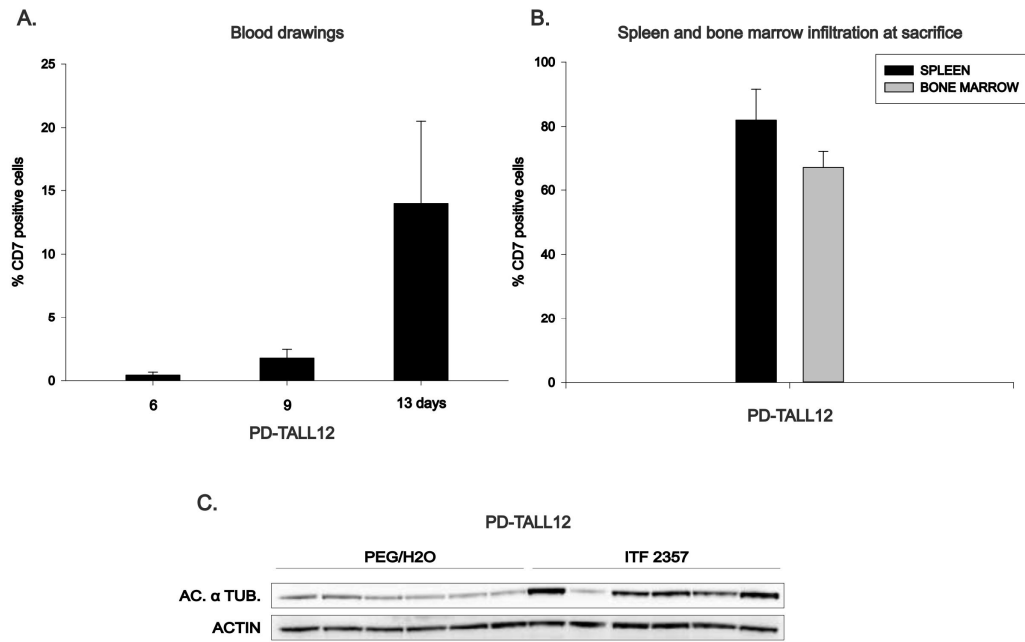 A.
Blood drawings
% CD7 positive cells
25
20
15
10
5
0
6 9 13 days
PD-TALL12
B.
Spleen and bone marrow infiltration at sacrifice
SPLEEN
BONE MARROW
% CD7 positive cells
100
80
60
40
20
0
PD-TALL12
C.
PD-TALL12
PEG/H2O ITF 2357
AC. α TUB.
ACTIN